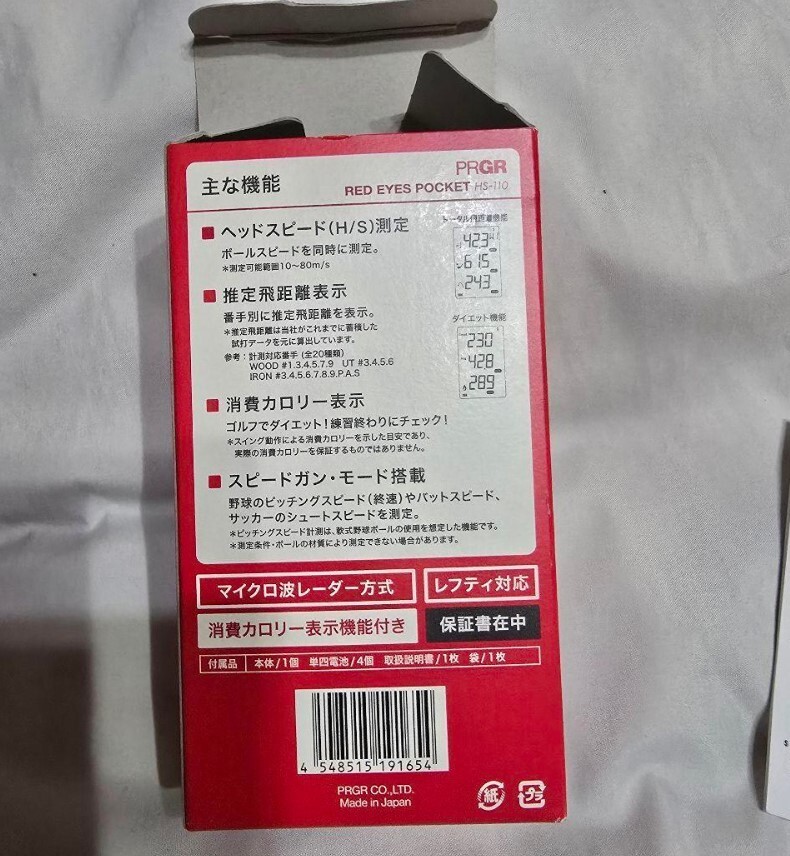 主な機能
PRGR
RED EYES POCKET HS-110
■ ヘッドスピード(H/S)測定
ボールスピードを同時に測定。
*測定可能範囲10〜80m/s
トータル飛距離機能
423
615
243
■ 推定飛距離表示
番手別に推定飛距離を表示。
*推定飛距離は当社がこれまでに蓄積した
試打データを元に算出しています。
参考：計測対応番手 (全20種類)
WOOD #1.3.4.5.7.9 UT #3.4.5.6
IRON #3.4.5.6.7.8.9.P.A.S
ダイエット機能
230
428
289
■ 消費カロリー表示
ゴルフでダイエット！練習終わりにチェック！
*スイング動作による消費カロリーを示した目安であり、
実際の消費カロリーを保証するものではありません。
■ スピードガン・モード搭載
野球のピッチングスピード(終速)やバットスピード、
サッカーのシュートスピードを測定。
*ピッチングスピード計測は、軟式野球ボールの使用を想定した機能です。
*測定条件・ボールの材質により測定できない場合があります。
マイクロ波レーダー方式 レフティ対応
消費カロリー表示機能付き 保証書在中
付属品 本体/1個 単四電池/4個 取扱説明書/1枚 袋/1枚
4 548515 191654
PRGR CO.,LTD.
Made in Japan
紙 プラ